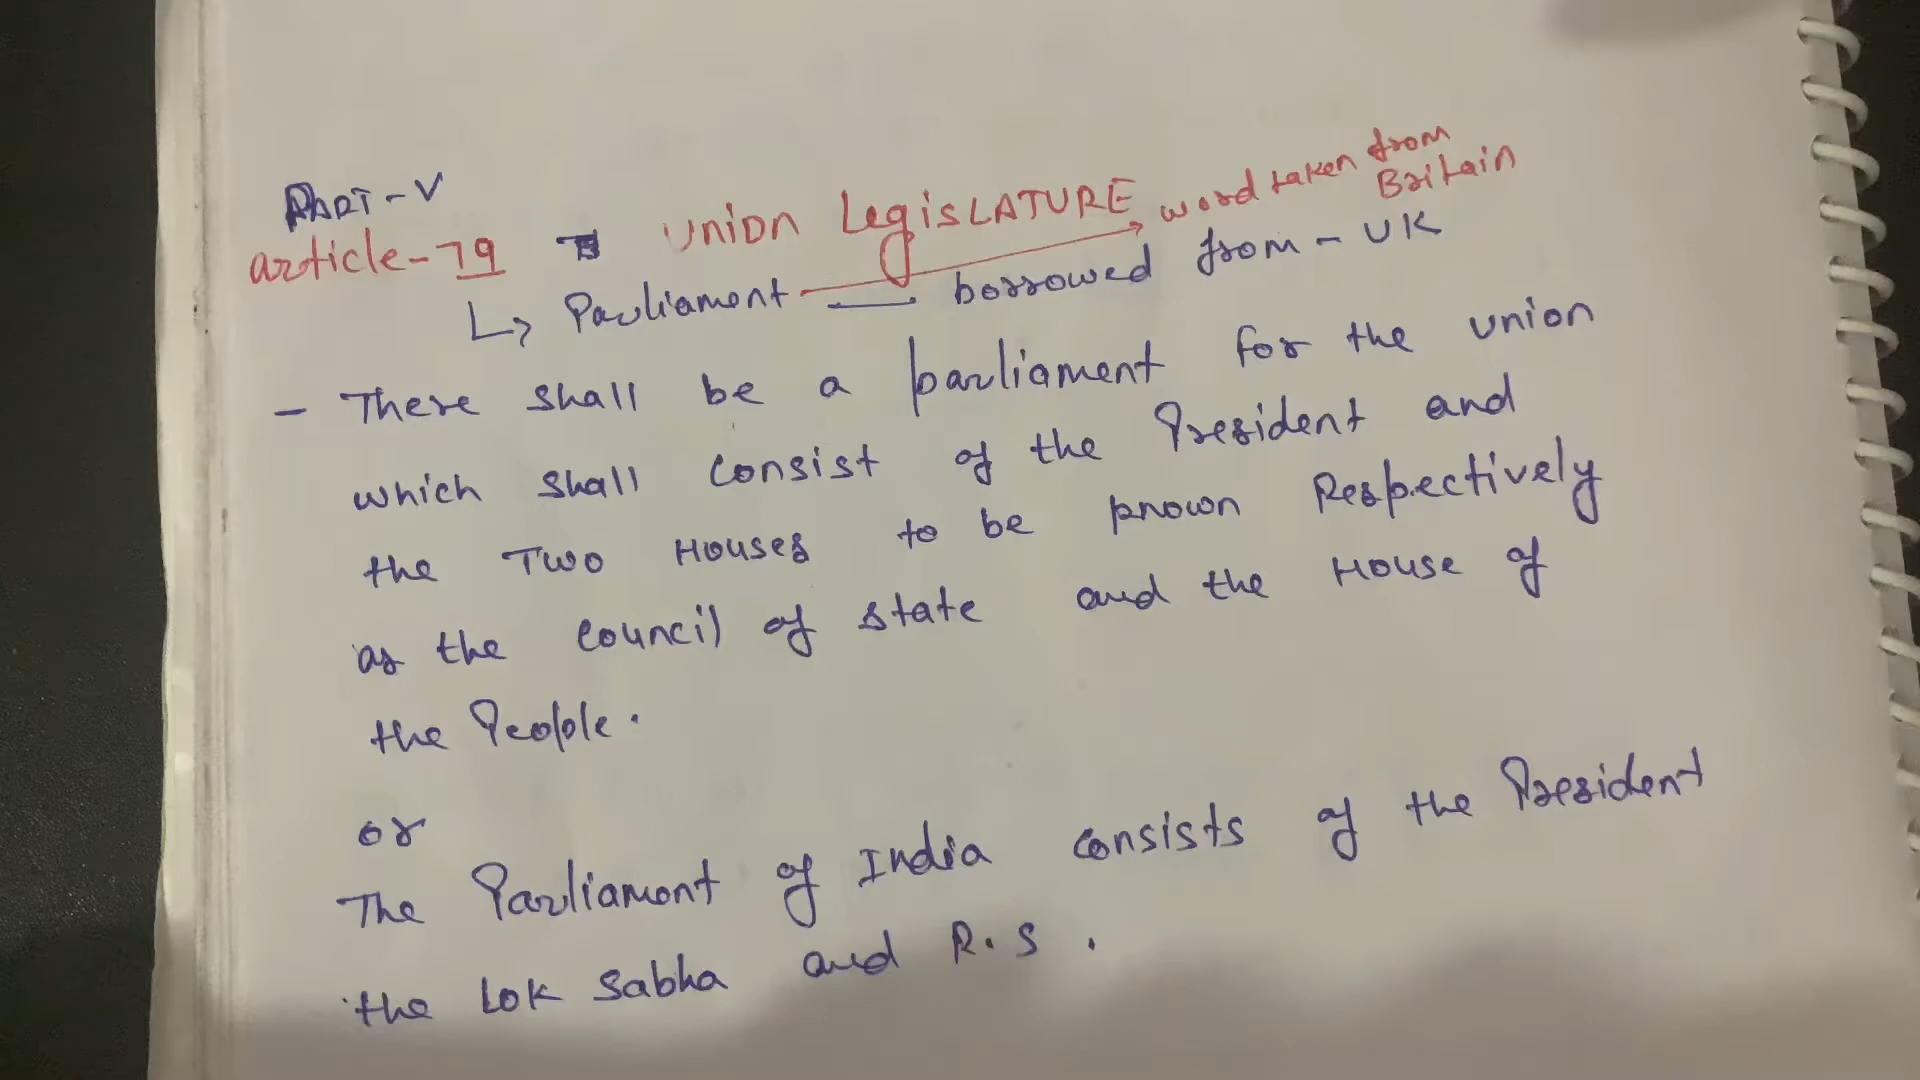 PART-V
article-79 UNION LegisLATURE word taken from Britain
↳ Parliament — borrowed from - UK
- There shall be a parliament for the union
which shall consist of the President and
the Two Houses to be known Respectively
as the council of state and the House of
the People.
or
The Parliament of India consists of the President
the Lok Sabha and R.S.